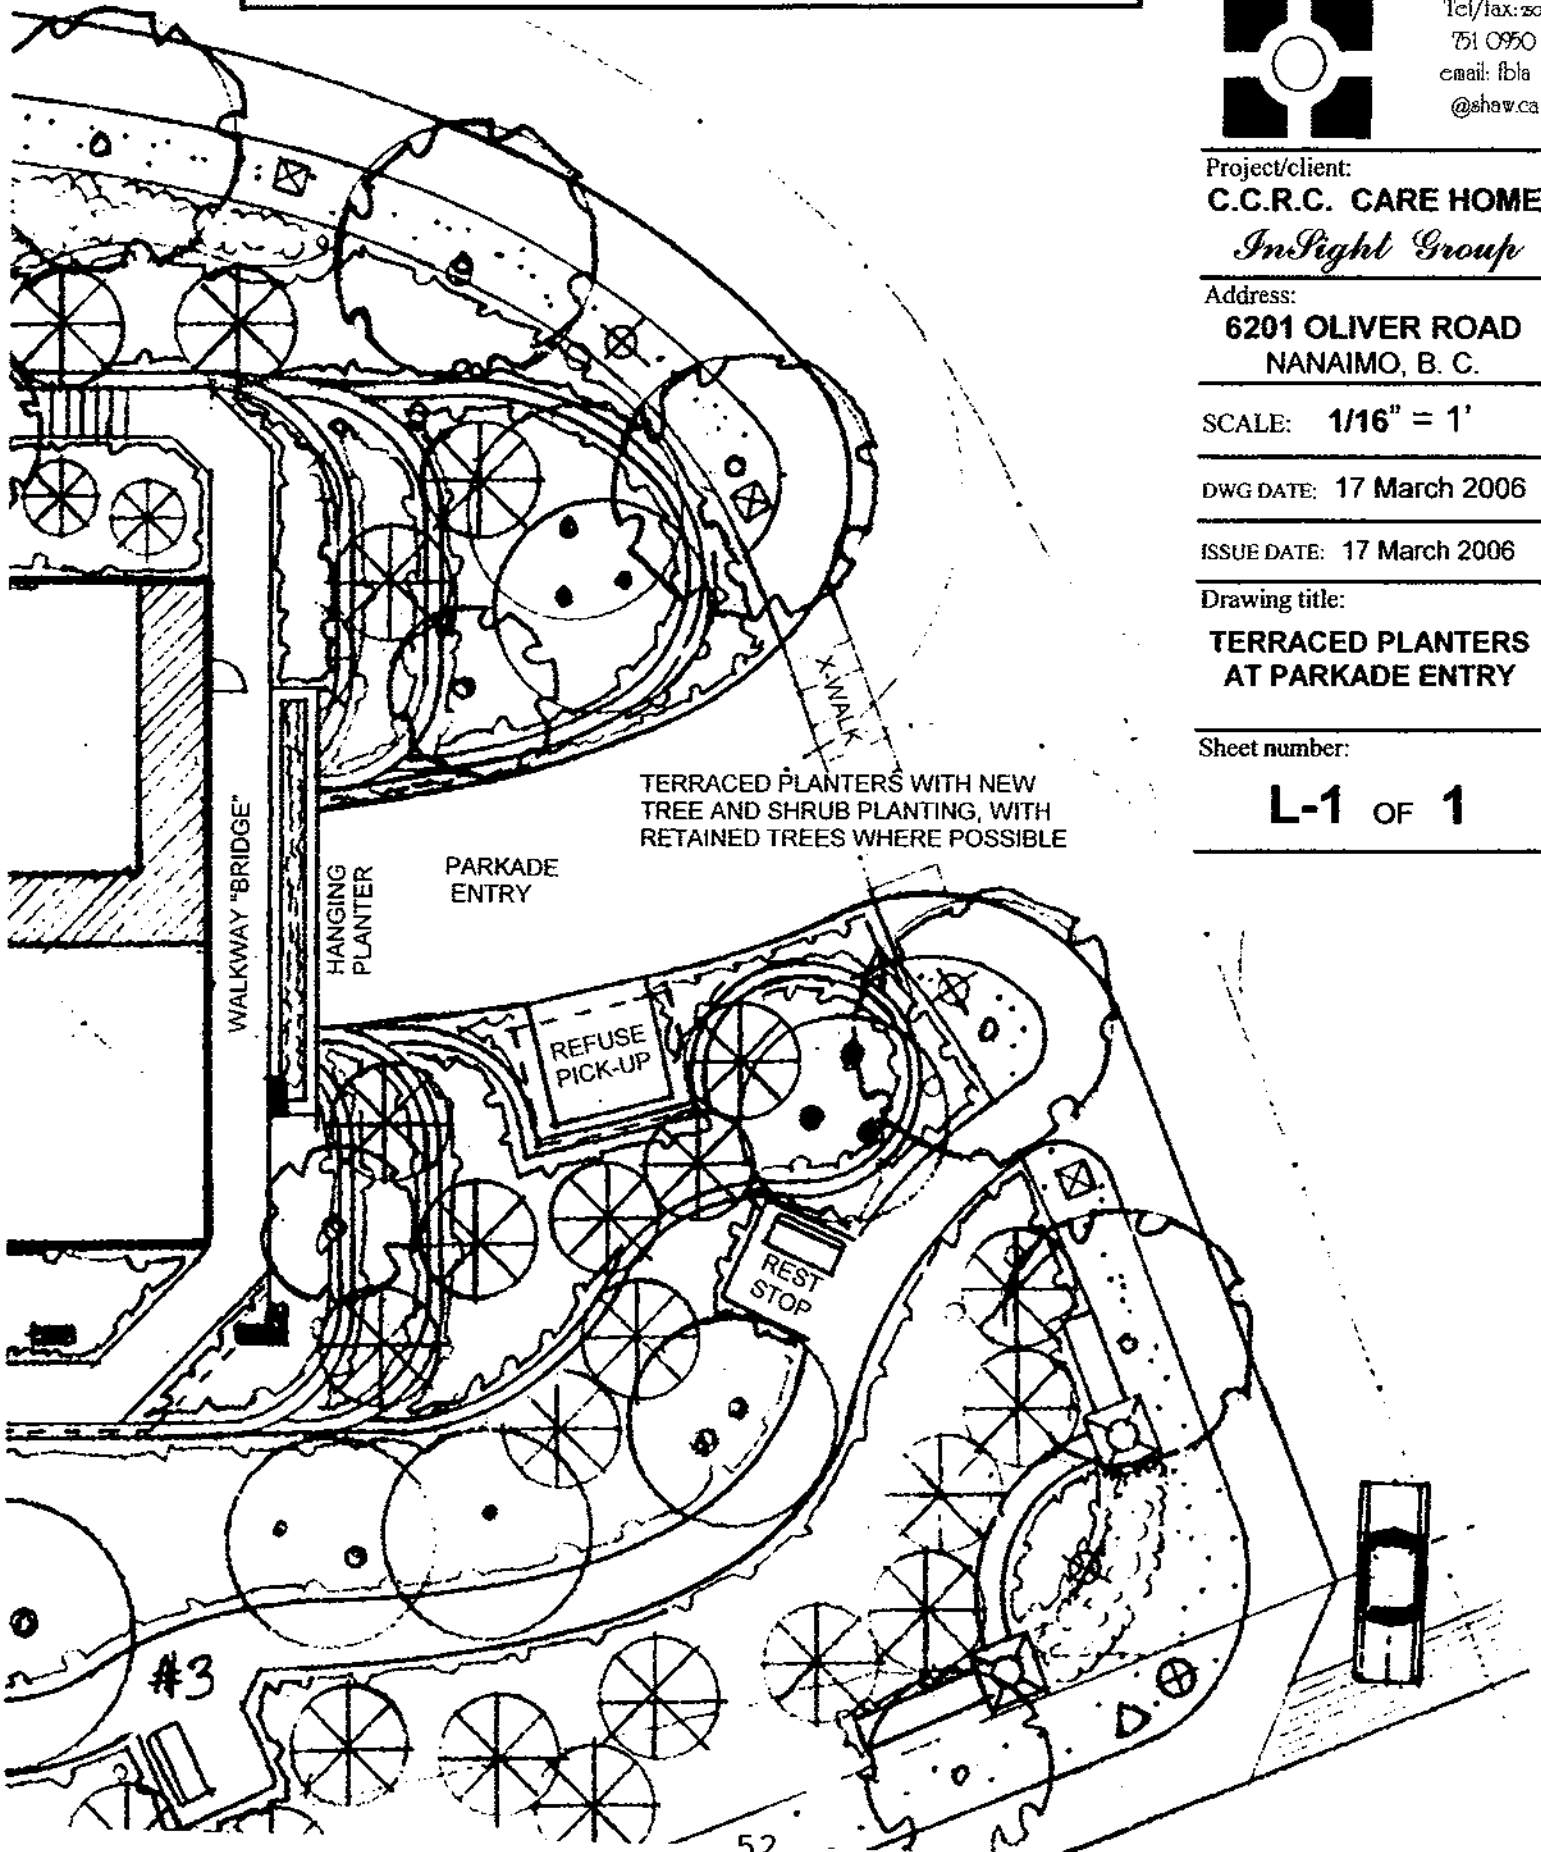 Tel/fax:
751 0950
email: fbla
@shaw.ca
Project/client:
C.C.R.C. CARE HOME
InSight Group
Address:
6201 OLIVER ROAD
NANAIMO, B. C.
SCALE: 1/16" = 1'
DWG DATE: 17 March 2006
ISSUE DATE: 17 March 2006
Drawing title:
TERRACED PLANTERS
AT PARKADE ENTRY
Sheet number:
L-1 OF 1
X-WALK
TERRACED PLANTERS WITH NEW
TREE AND SHRUB PLANTING, WITH
RETAINED TREES WHERE POSSIBLE
WALKWAY "BRIDGE"
HANGING
PLANTER
PARKADE
ENTRY
REFUSE
PICK-UP
REST
STOP
#3
52